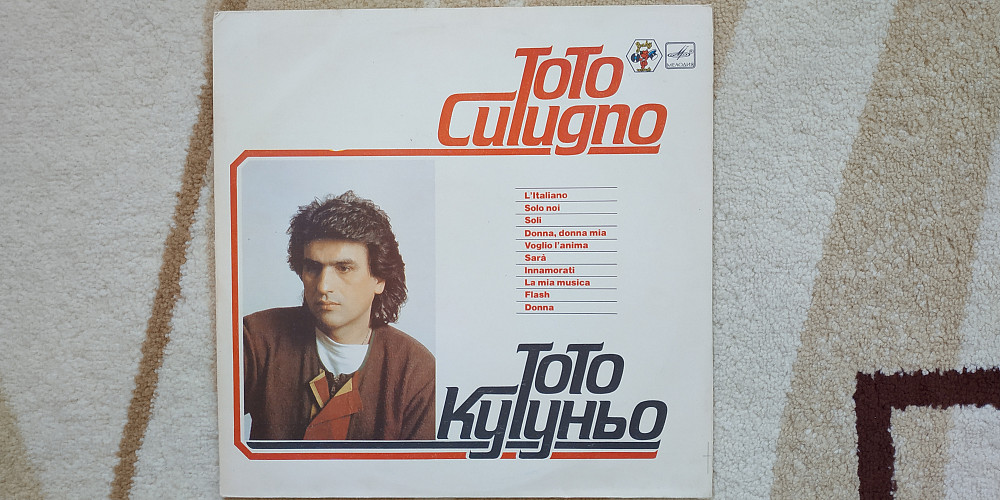 Toto
Cutugno
МЕЛОДИЯ
L'Italiano
Solo noi
Soli
Donna, donna mia
Voglio l'anima
Sarà
Innamorati
La mia musica
Flash
Donna
Тото
Кутуньо